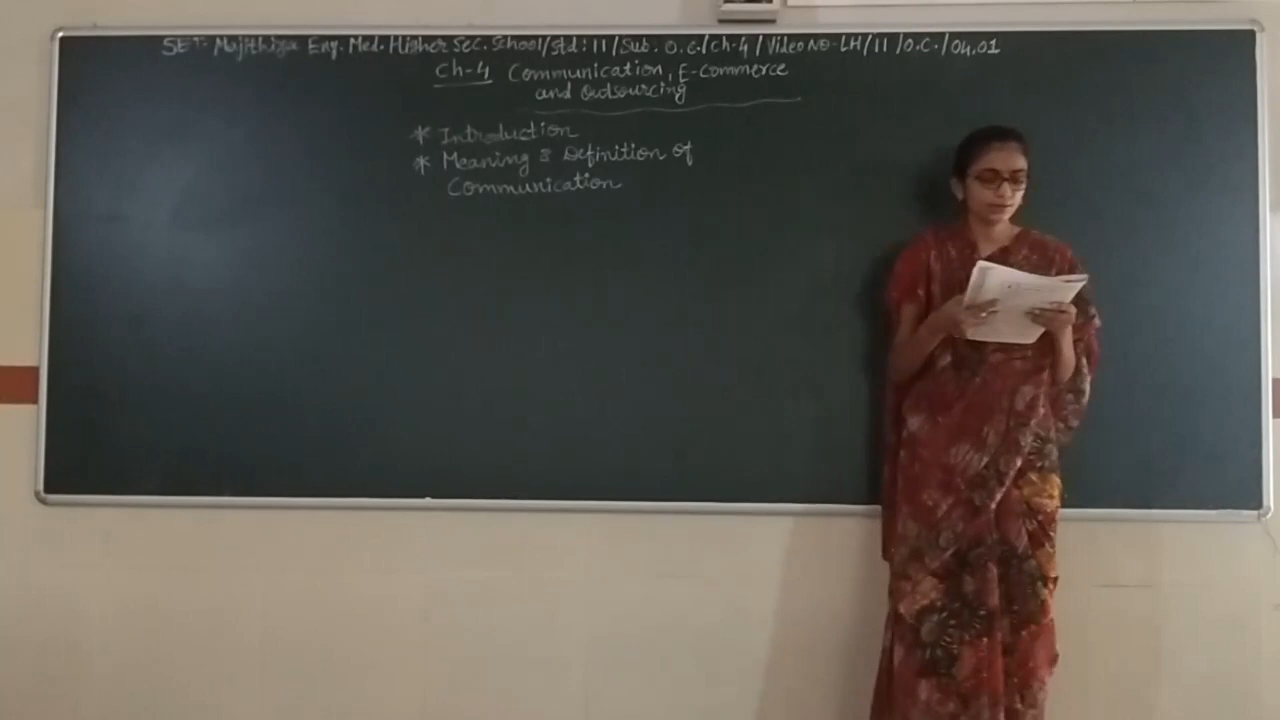 SET- Majithiya Eng. Med. Higher Sec. School/Std: 11/Sub. O.C./Ch-4/Video No-LH/11/O.C./04.01
Ch-4 Communication, E-Commerce
and Outsourcing
* Introduction
* Meaning & Definition of
Communication